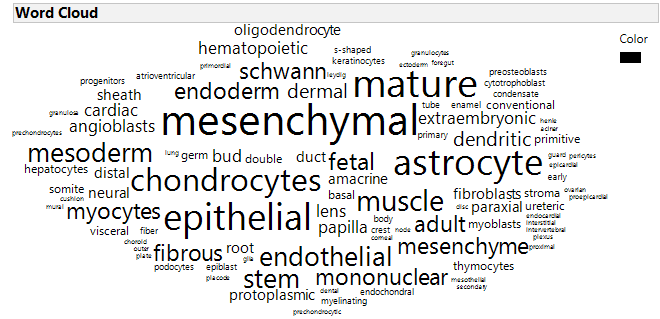 Word Cloud
Color
oligodendrocyte
hematopoietic
s-shaped
granulocytes
keratinocytes
primordial
schwann
leydig
ectoderm
foregut
progenitors
atrioventricular
mature
preosteoblasts
cytotrophoblast
sheath
endoderm
dermal
condensate
granulosa
cardiac
mesenchymal
tube
enamel
conventional
angioblasts
extraembryonic
henle
acinar
prechondrocytes
primary
dendritic
primitive
mesoderm
lung
germ
bud
double
duct
fetal
astrocyte
guard
pericytes
epicardial
hepatocytes
distal
chondrocytes
amacrine
early
somite
neural
basal
muscle
fibroblasts
stroma
ovarian
proepicardial
cushion
mural
myocytes
epithelial
lens
disc
paraxial
ureteric
body
endocardial
visceral
fiber
papilla
crest
node
adult
myoblasts
interstitial
intervertebral
corneal
plexus
choroid
outer
plate
fibrous
root
glia
endothelial
mesenchyme
proximal
podocytes
epiblast
placode
stem
mononuclear
thymocytes
mesothelial
secondary
protoplasmic
dental
myelinating
endochondral
prechondrocytic